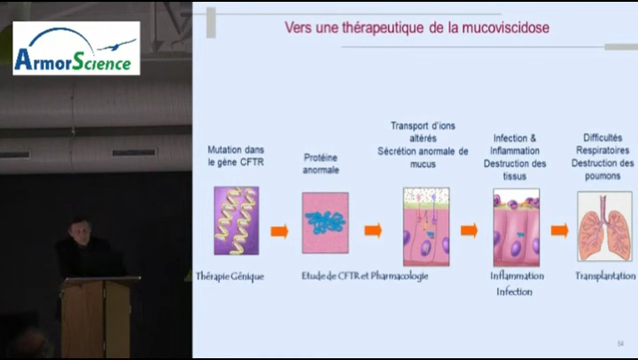 ArmorScience
Vers une thérapeutique de la mucoviscidose
Mutation dans
le gène CFTR
Protéine
anormale
Transport d'ions
altérés
Sécrétion anormale de
mucus
Infection &
Inflammation
Destruction des
tissus
Difficultés
Respiratoires
Destruction des
poumons
Thérapie Génique
Etude de CFTR et Pharmacologie
Inflammation
Infection
Transplantation
54